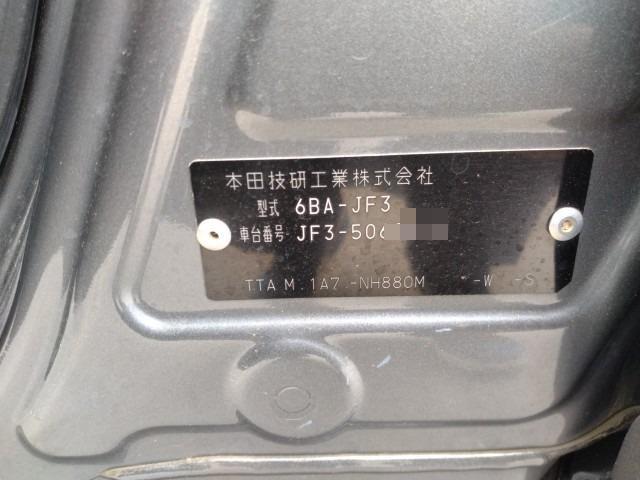 本田技研工業株式会社
型式 6BA-JF3
車台番号 JF3-506
TTA M.1A7.-NH880M -W -S